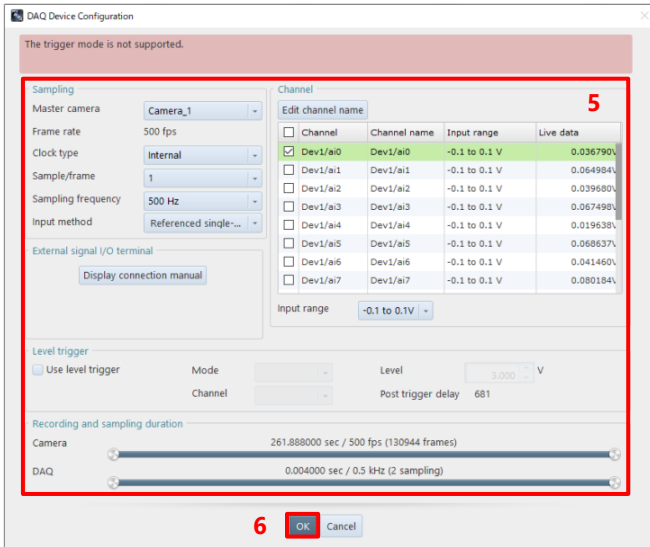 DAQ Device Configuration
The trigger mode is not supported.
Sampling
Master camera Camera_1
Frame rate 500 fps
Clock type Internal
Sample/frame 1
Sampling frequency 500 Hz
Input method Referenced single-...
External signal I/O terminal
Display connection manual
Channel
5
Edit channel name
Channel Channel name Input range Live data
Dev1/ai0 Dev1/ai0 -0.1 to 0.1 V 0.036790V
Dev1/ai1 Dev1/ai1 -0.1 to 0.1 V 0.064984V
Dev1/ai2 Dev1/ai2 -0.1 to 0.1 V 0.039680V
Dev1/ai3 Dev1/ai3 -0.1 to 0.1 V 0.067498V
Dev1/ai4 Dev1/ai4 -0.1 to 0.1 V 0.019638V
Dev1/ai5 Dev1/ai5 -0.1 to 0.1 V 0.068637V
Dev1/ai6 Dev1/ai6 -0.1 to 0.1 V 0.041460V
Dev1/ai7 Dev1/ai7 -0.1 to 0.1 V 0.080184V
Input range -0.1 to 0.1V
Level trigger
Use level trigger Mode Level 3.000 V
Channel Post trigger delay 681
Recording and sampling duration
Camera 261.888000 sec / 500 fps (130944 frames)
DAQ 0.004000 sec / 0.5 kHz (2 sampling)
6 OK Cancel